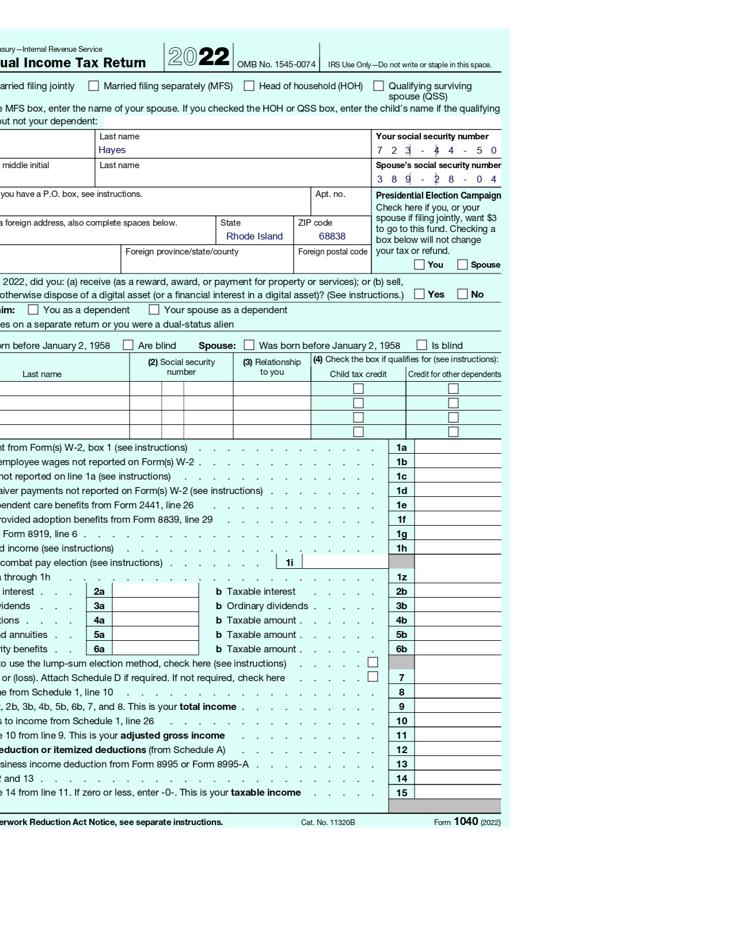 asury—Internal Revenue Service
ual Income Tax Return 2022 OMB No. 1545-0074 IRS Use Only—Do not write or staple in this space.
arried filing jointly Married filing separately (MFS) Head of household (HOH) Qualifying surviving
spouse (QSS)
e MFS box, enter the name of your spouse. If you checked the HOH or QSS box, enter the child's name if the qualifying
but not your dependent:
Last name Your social security number
Hayes 7 2 3 - 4 4 - 5 0
middle initial Last name Spouse's social security number
3 8 9 - 2 8 - 0 4
you have a P.O. box, see instructions. Apt. no. Presidential Election Campaign
Check here if you, or your
spouse if filing jointly, want $3
to go to this fund. Checking a
box below will not change
your tax or refund.
You Spouse
a foreign address, also complete spaces below. State ZIP code
Rhode Island 68838
Foreign province/state/county Foreign postal code
2022, did you: (a) receive (as a reward, award, or payment for property or services); or (b) sell,
otherwise dispose of a digital asset (or a financial interest in a digital asset)? (See instructions.) Yes No
im: You as a dependent Your spouse as a dependent
es on a separate return or you were a dual-status alien
orn before January 2, 1958 Are blind Spouse: Was born before January 2, 1958 Is blind
(2) Social security (3) Relationship (4) Check the box if qualifies for (see instructions):
Last name number to you Child tax credit Credit for other dependents
nt from Form(s) W-2, box 1 (see instructions) . . . . . . . . . . . . . 1a
employee wages not reported on Form(s) W-2 . . . . . . . . . . . . . 1b
not reported on line 1a (see instructions) . . . . . . . . . . . . . . 1c
aiver payments not reported on Form(s) W-2 (see instructions) . . . . . . . . 1d
pendent care benefits from Form 2441, line 26 . . . . . . . . . . . . 1e
rovided adoption benefits from Form 8839, line 29 . . . . . . . . . . . 1f
Form 8919, line 6 . . . . . . . . . . . . . . . . . . . . . 1g
d income (see instructions) . . . . . . . . . . . . . . . . . . 1h
combat pay election (see instructions) . . . . . . . 1i
a through 1h . . . . . . . . . . . . . . . . . . . . . . 1z
interest . . . 2a b Taxable interest . . . . . 2b
vidends . . . 3a b Ordinary dividends . . . . . 3b
tions . . . . 4a b Taxable amount . . . . . . 4b
nd annuities . . 5a b Taxable amount . . . . . . 5b
rity benefits . . 6a b Taxable amount . . . . . . 6b
to use the lump-sum election method, check here (see instructions) . . . . .
or (loss). Attach Schedule D if required. If not required, check here . . . . . 7
me from Schedule 1, line 10 . . . . . . . . . . . . . . . . . . 8
, 2b, 3b, 4b, 5b, 6b, 7, and 8. This is your total income . . . . . . . . . . 9
s to income from Schedule 1, line 26 . . . . . . . . . . . . . . . 10
e 10 from line 9. This is your adjusted gross income . . . . . . . . . . 11
eduction or itemized deductions (from Schedule A) . . . . . . . . . . 12
usiness income deduction from Form 8995 or Form 8995-A . . . . . . . . . 13
2 and 13 . . . . . . . . . . . . . . . . . . . . . . . . 14
e 14 from line 11. If zero or less, enter -0-. This is your taxable income . . . . . 15
erwork Reduction Act Notice, see separate instructions. Cat. No. 11320B Form 1040 (2022)